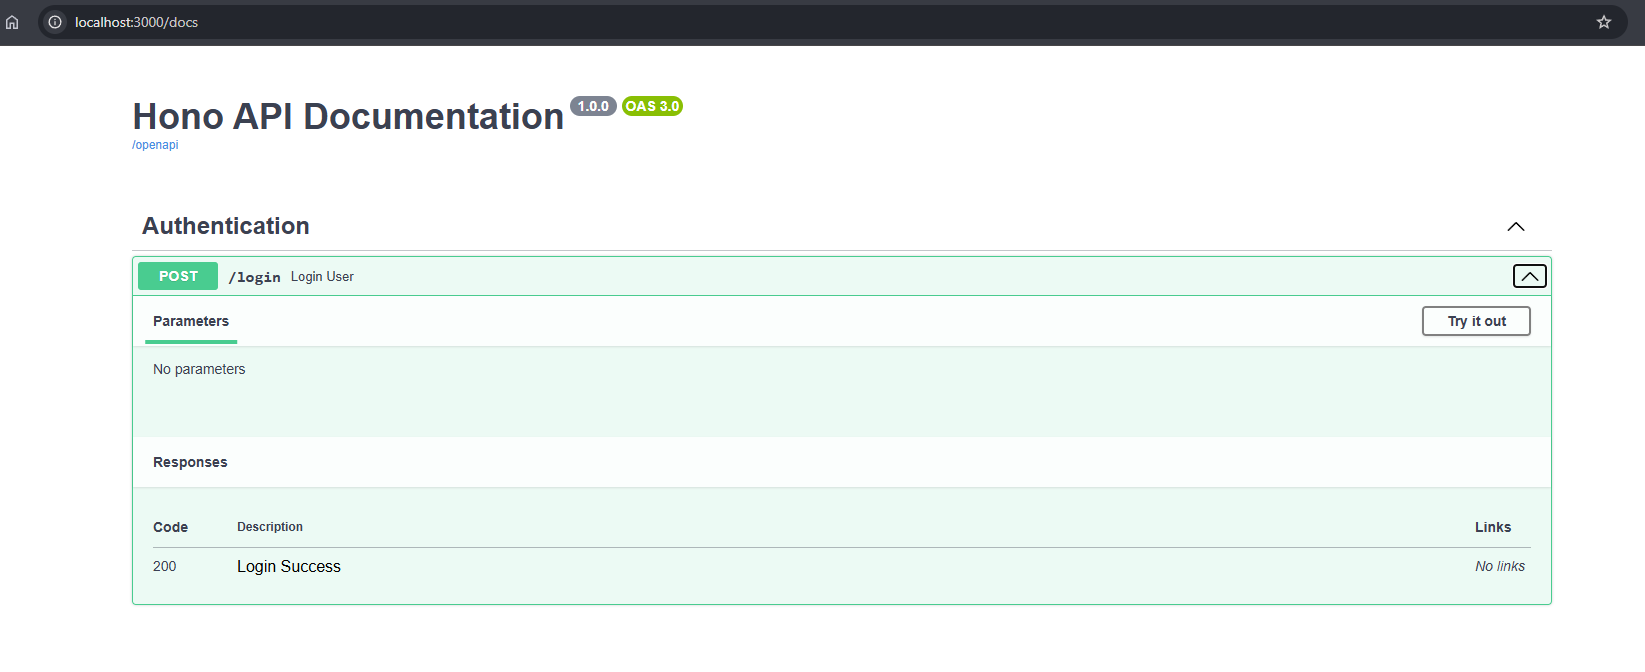 localhost:3000/docs
Hono API Documentation 1.0.0 OAS 3.0
/openapi
Authentication
POST /login Login User
Parameters Try it out
No parameters
Responses
Code Description Links
200 Login Success No links